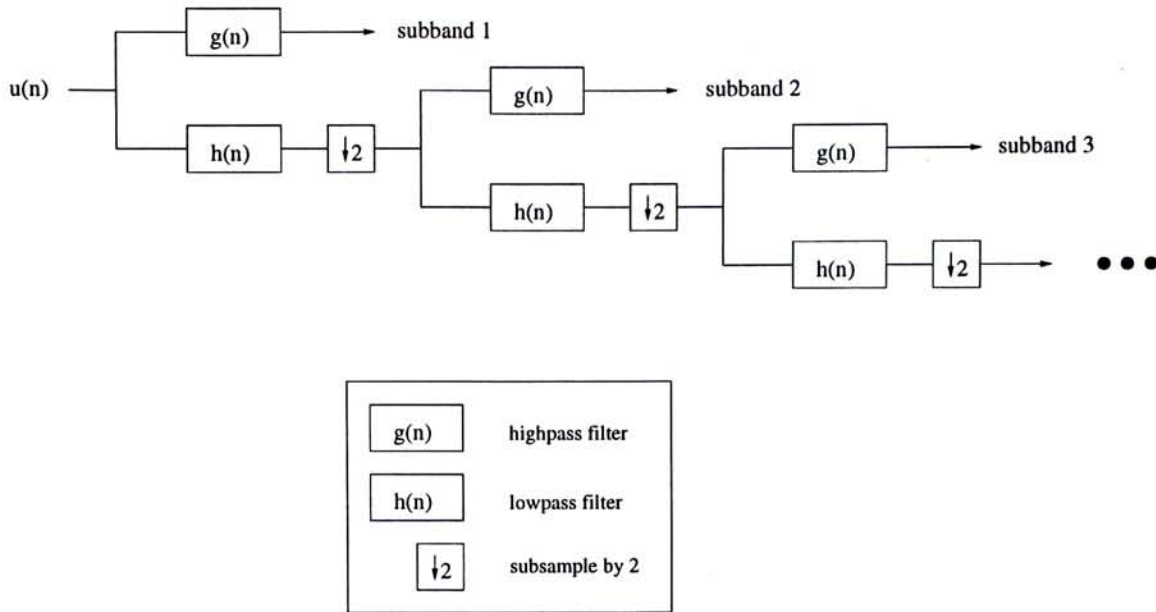 g(n)
subband 1
u(n)
g(n)
subband 2
h(n)
↓2
g(n)
subband 3
h(n)
↓2
h(n)
↓2
g(n)
highpass filter
h(n)
lowpass filter
↓2
subsample by 2